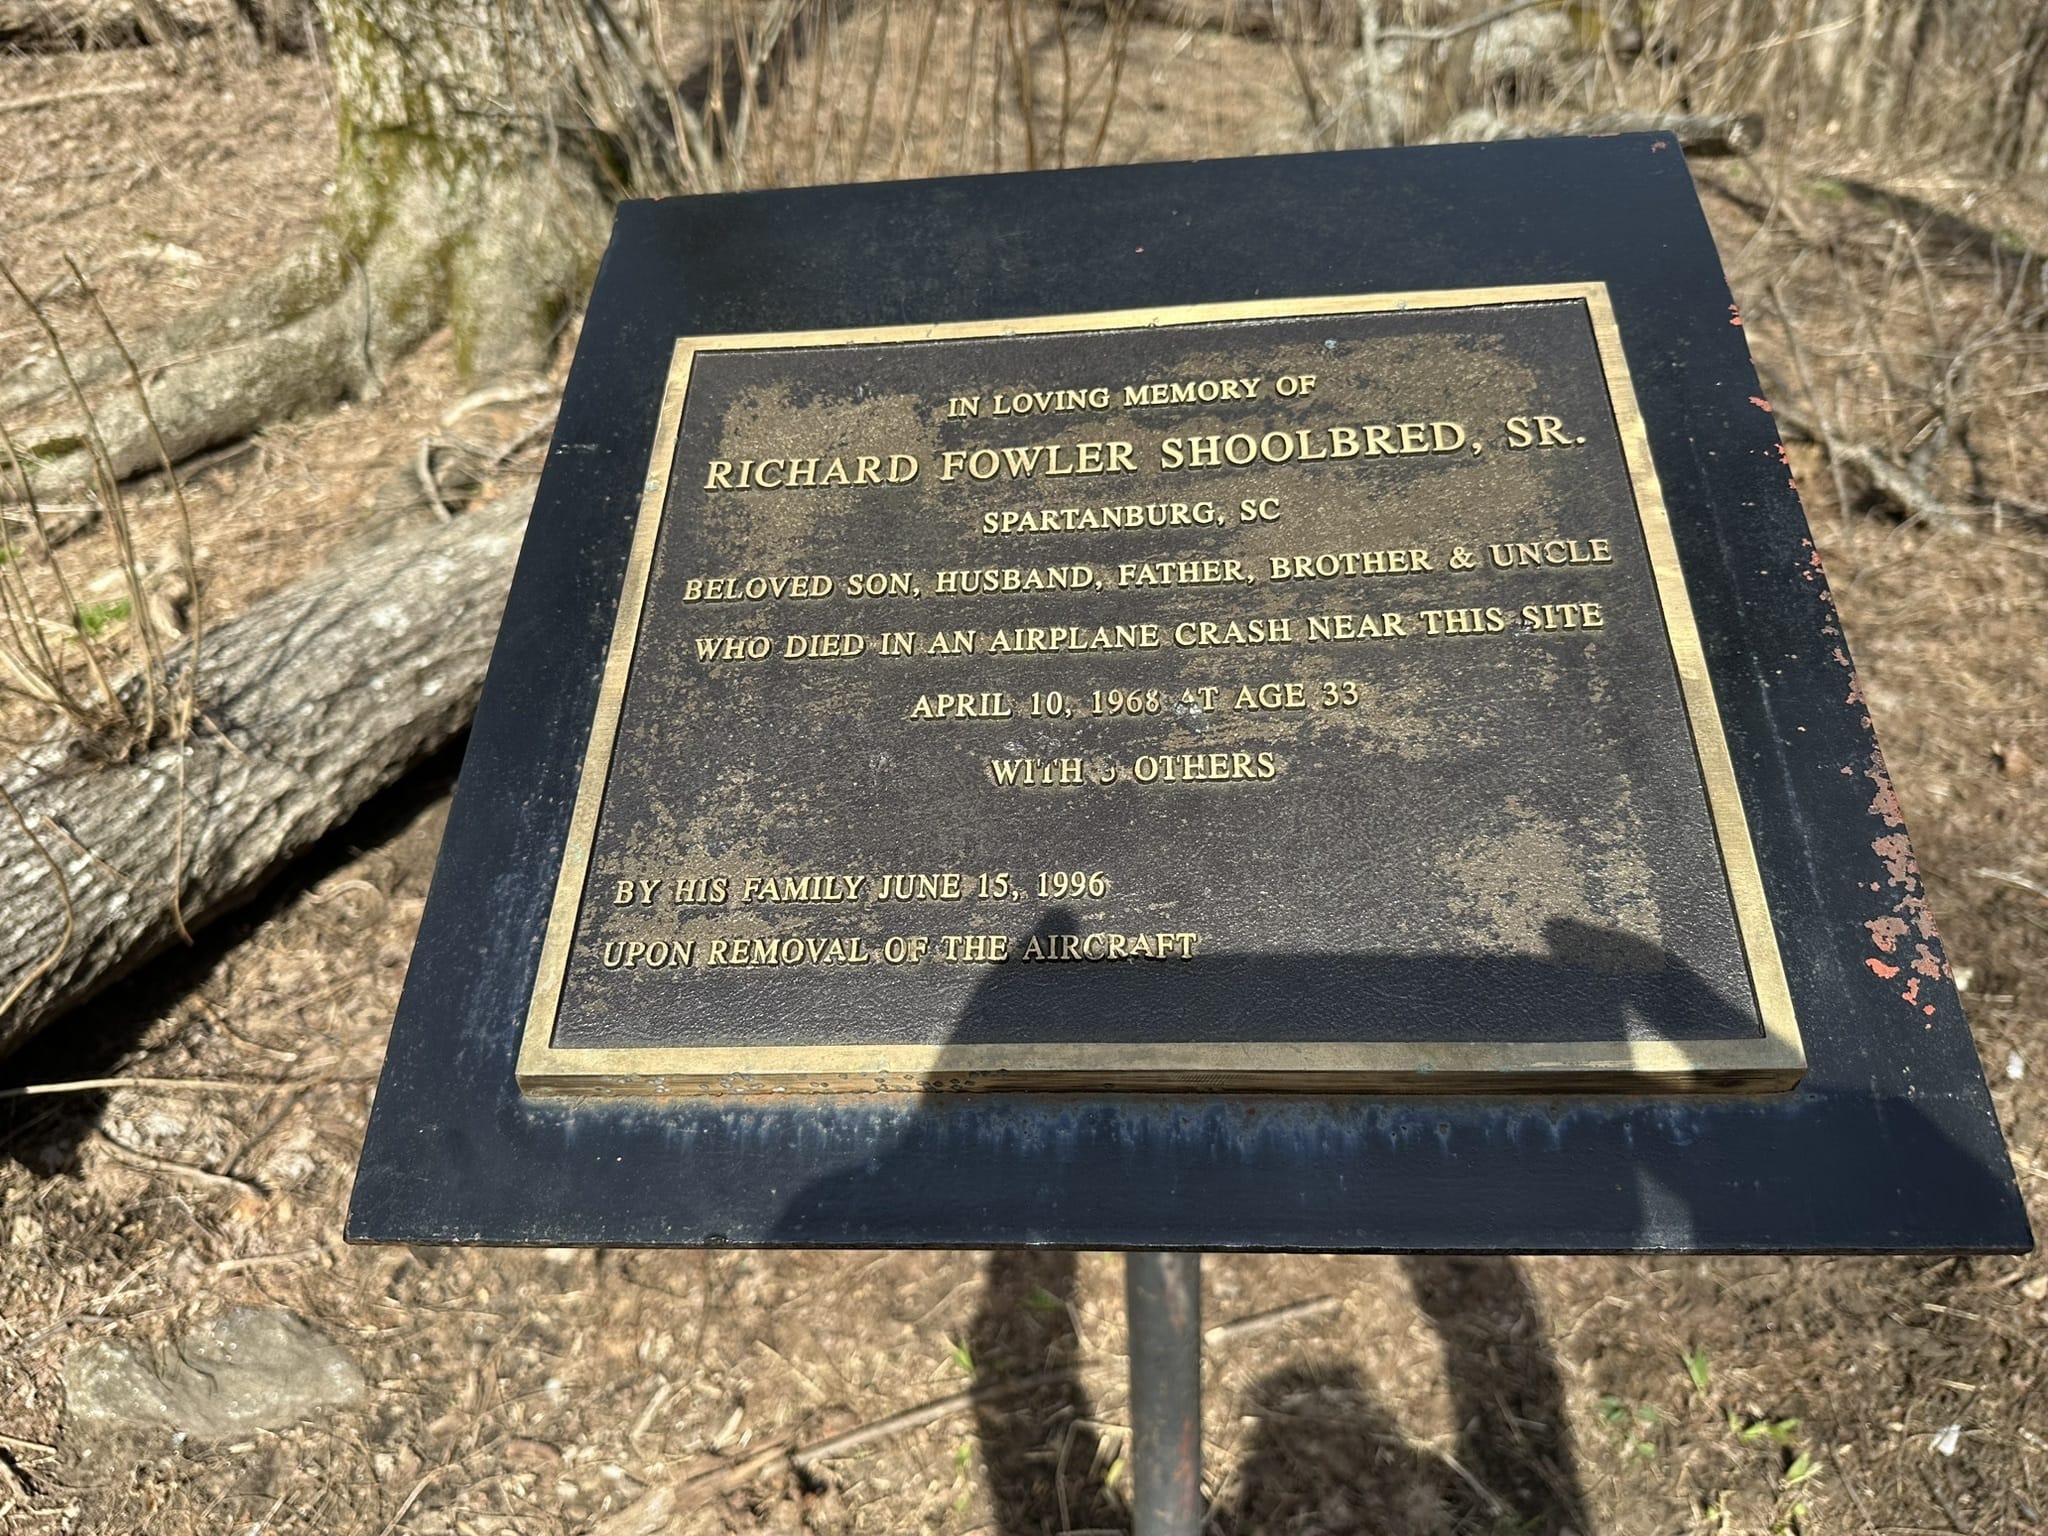 IN LOVING MEMORY OF
RICHARD FOWLER SHOOLBRED, SR.
SPARTANBURG, SC
BELOVED SON, HUSBAND, FATHER, BROTHER & UNCLE
WHO DIED IN AN AIRPLANE CRASH NEAR THIS SITE
APRIL 10, 1968 AT AGE 33
WITH OTHERS
BY HIS FAMILY JUNE 15, 1996
UPON REMOVAL OF THE AIRCRAFT